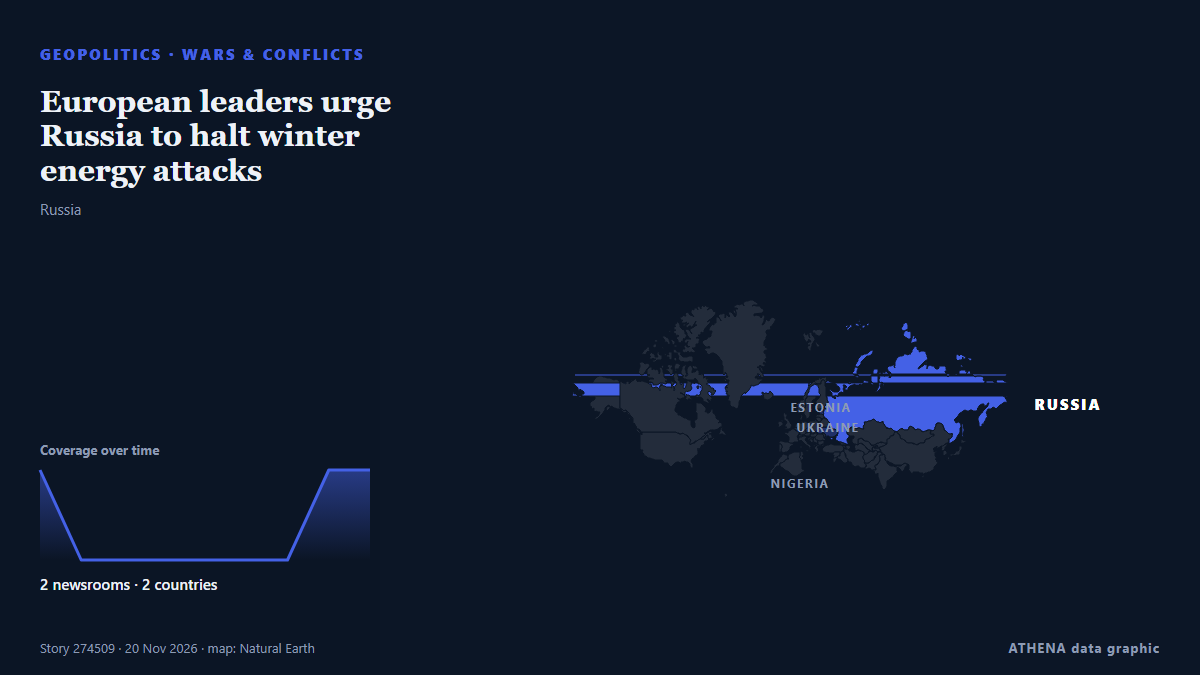 GEOPOLITICS · WARS & CONFLICTS
European leaders urge
Russia to halt winter
energy attacks
Russia
ESTONIA
RUSSIA
UKRAINE
NIGERIA
Coverage over time
2 newsrooms · 2 countries
Story 274509 · 20 Nov 2026 · map: Natural Earth
ATHENA data graphic